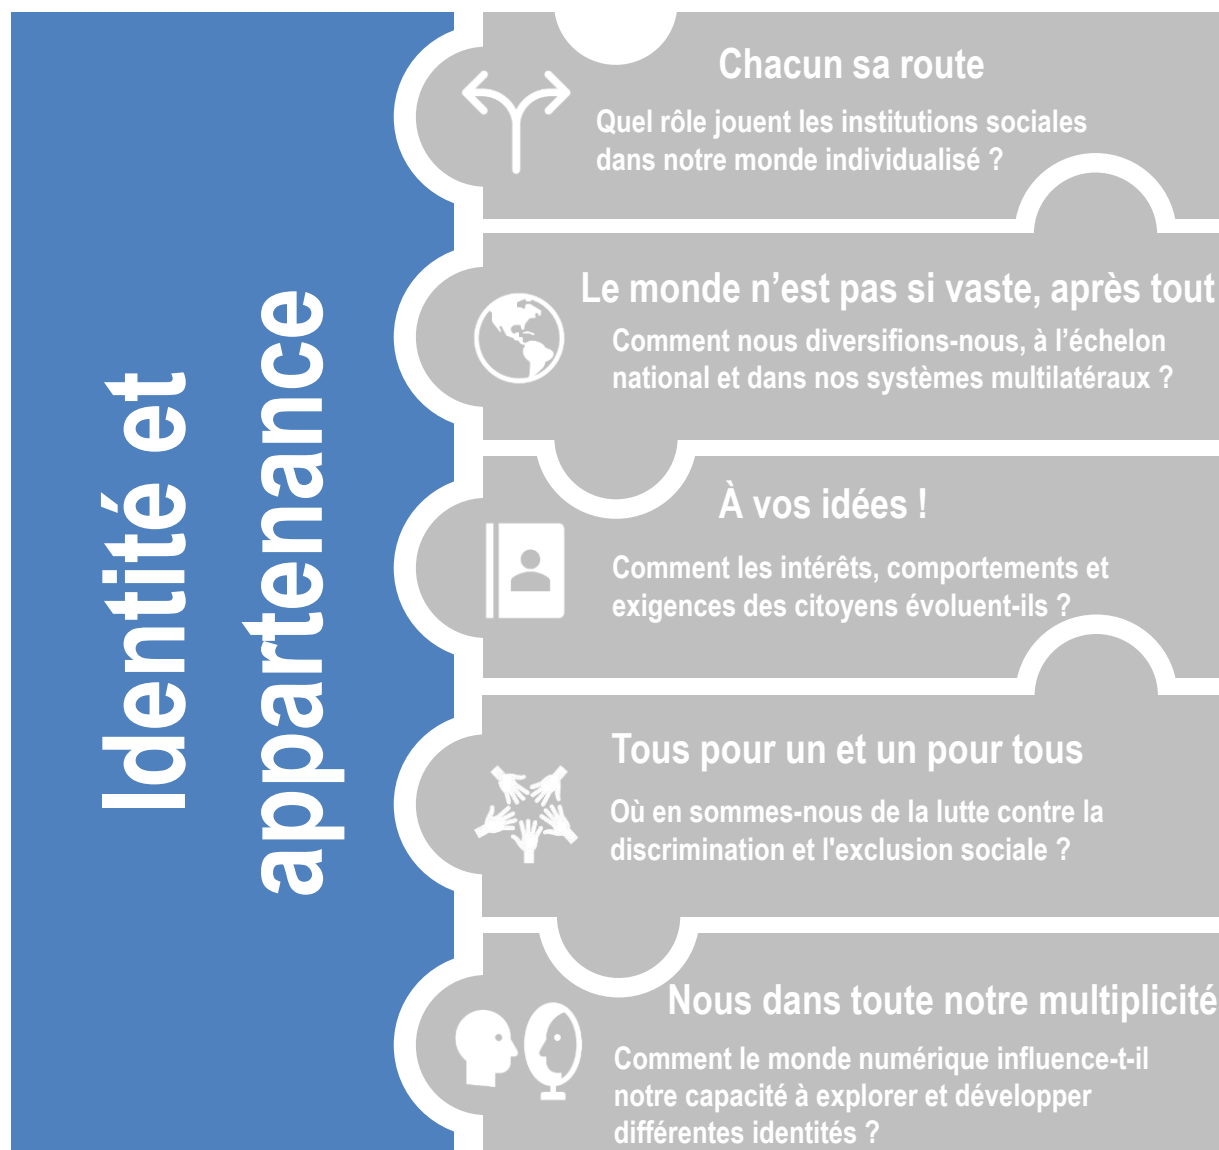 Identité et
appartenance
Chacun sa route
Quel rôle jouent les institutions sociales
dans notre monde individualisé ?
Le monde n’est pas si vaste, après tout
Comment nous diversifions-nous, à l’échelon
national et dans nos systèmes multilatéraux ?
À vos idées !
Comment les intérêts, comportements et
exigences des citoyens évoluent-ils ?
Tous pour un et un pour tous
Où en sommes-nous de la lutte contre la
discrimination et l'exclusion sociale ?
Nous dans toute notre multiplicité
Comment le monde numérique influence-t-il
notre capacité à explorer et développer
différentes identités ?